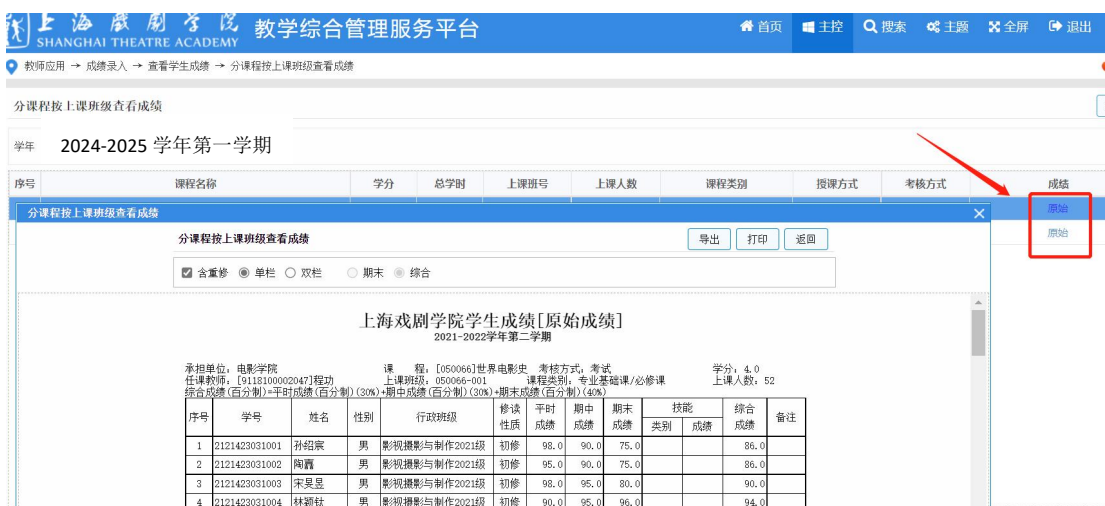 上海戲劇學院 教学综合管理服务平台 首页 主控 搜索 主题 全屏 退出
SHANGHAI THEATRE ACADEMY
教师应用 → 成绩录入 → 查看学生成绩 → 分课程按上课班级查看成绩
分课程按上课班级查看成绩
学年 2024-2025 学年第一学期
序号 课程名称 学分 总学时 上课班号 上课人数 课程类别 授课方式 考核方式 成绩
原始
原始
分课程按上课班级查看成绩
分课程按上课班级查看成绩 导出 打印 返回
含重修 单栏 双栏 期末 综合
上海戏剧学院学生成绩[原始成绩]
2021-2022学年第二学期
承担单位：电影学院 课 程：[050066]世界电影史 考核方式：考试 学分：4.0
任课教师：[9118100002047]程功 上课班级：050066-001 课程类别：专业基础课/必修课 上课人数：52
综合成绩(百分制)=平时成绩(百分制)(30%)+期中成绩(百分制)(30%)+期末成绩(百分制)(40%)
序号 学号 姓名 性别 行政班级 修读性质 平时成绩 期中成绩 期末成绩 技能 类别 成绩 综合成绩 备注
1 2121423031001 孙绍宸 男 影视摄影与制作2021级 初修 98.0 90.0 75.0 86.0
2 2121423031002 陶 男 影视摄影与制作2021级 初修 95.0 90.0 75.0 86.0
3 2121423031003 宋昊昱 男 影视摄影与制作2021级 初修 98.0 95.0 80.0 90.0
4 2121423031004 林颖钛 男 影视摄影与制作2021级 初修 90.0 95.0 96.0 94.0